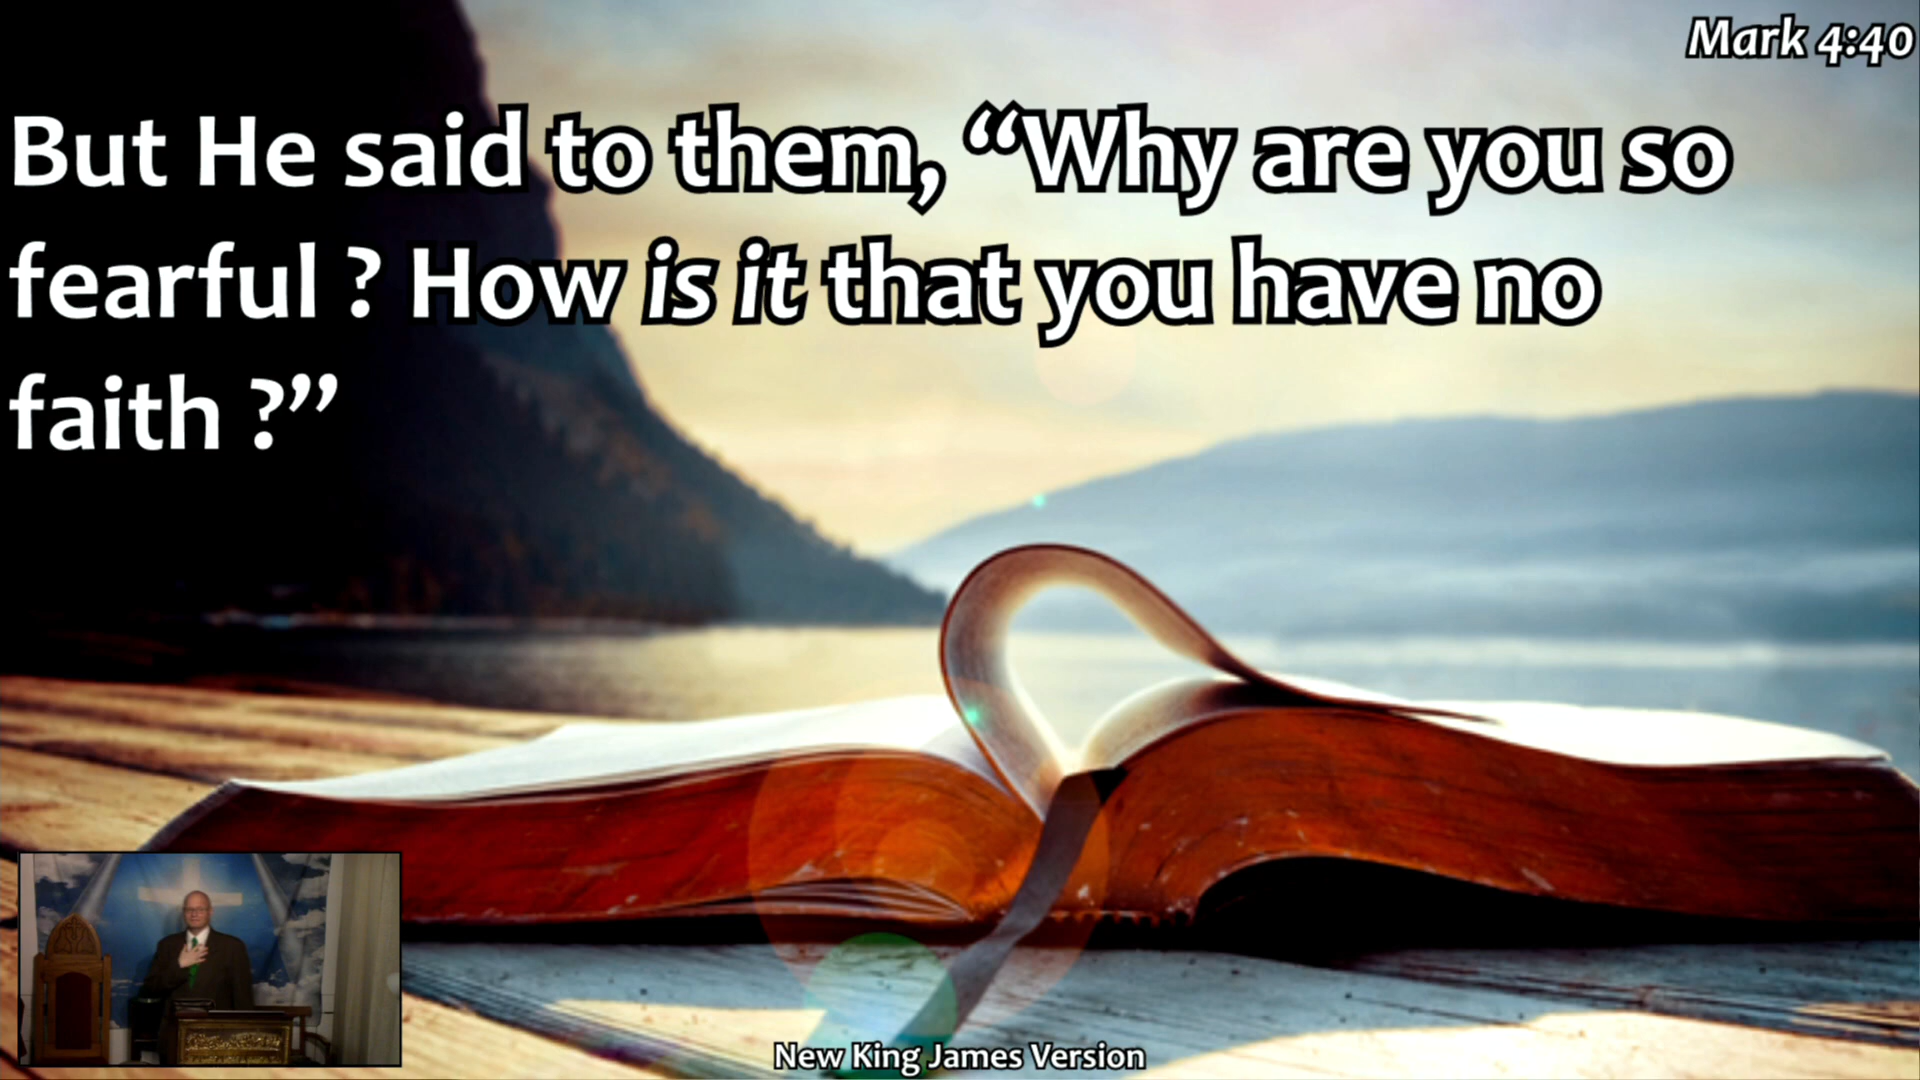 Mark 4:40
But He said to them, “Why are you so
fearful ? How is it that you have no
faith ?”
New King James Version